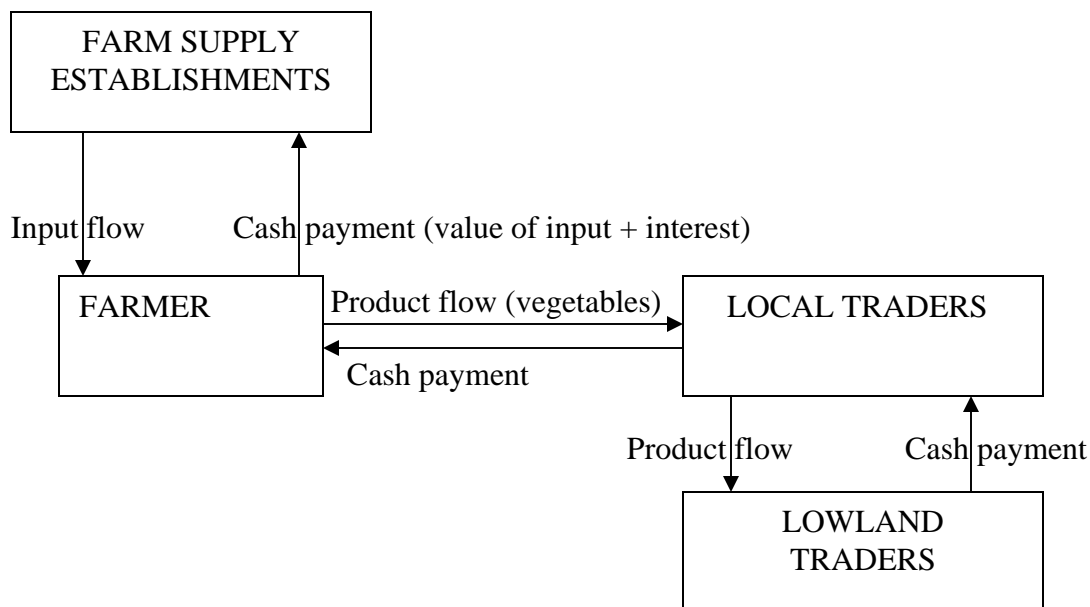 FARM SUPPLY
ESTABLISHMENTS
Input flow
Cash payment (value of input + interest)
FARMER
Product flow (vegetables)
LOCAL TRADERS
Cash payment
Product flow
Cash payment
LOWLAND
TRADERS